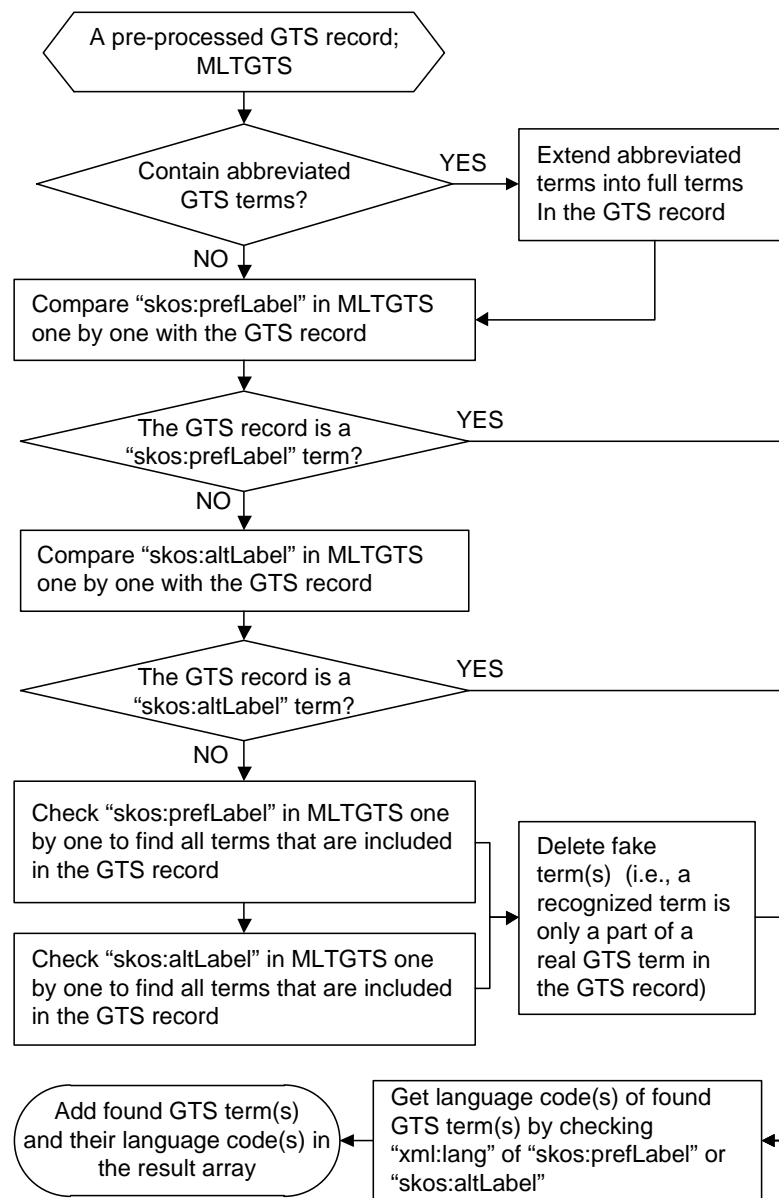 A pre-processed GTS record;
MLTGTS
Contain abbreviated
GTS terms?
YES
Extend abbreviated
terms into full terms
In the GTS record
NO
Compare “skos:prefLabel” in MLTGTS
one by one with the GTS record
The GTS record is a
“skos:prefLabel” term?
YES
NO
Compare “skos:altLabel” in MLTGTS
one by one with the GTS record
The GTS record is a
“skos:altLabel” term?
YES
NO
Check “skos:prefLabel” in MLTGTS one
by one to find all terms that are included
in the GTS record
Check “skos:altLabel” in MLTGTS one
by one to find all terms that are included
in the GTS record
Delete fake
term(s) (i.e., a
recognized term is
only a part of a
real GTS term in
the GTS record)
Get language code(s) of found
GTS term(s) by checking
“xml:lang” of “skos:prefLabel” or
“skos:altLabel”
Add found GTS term(s)
and their language code(s) in
the result array